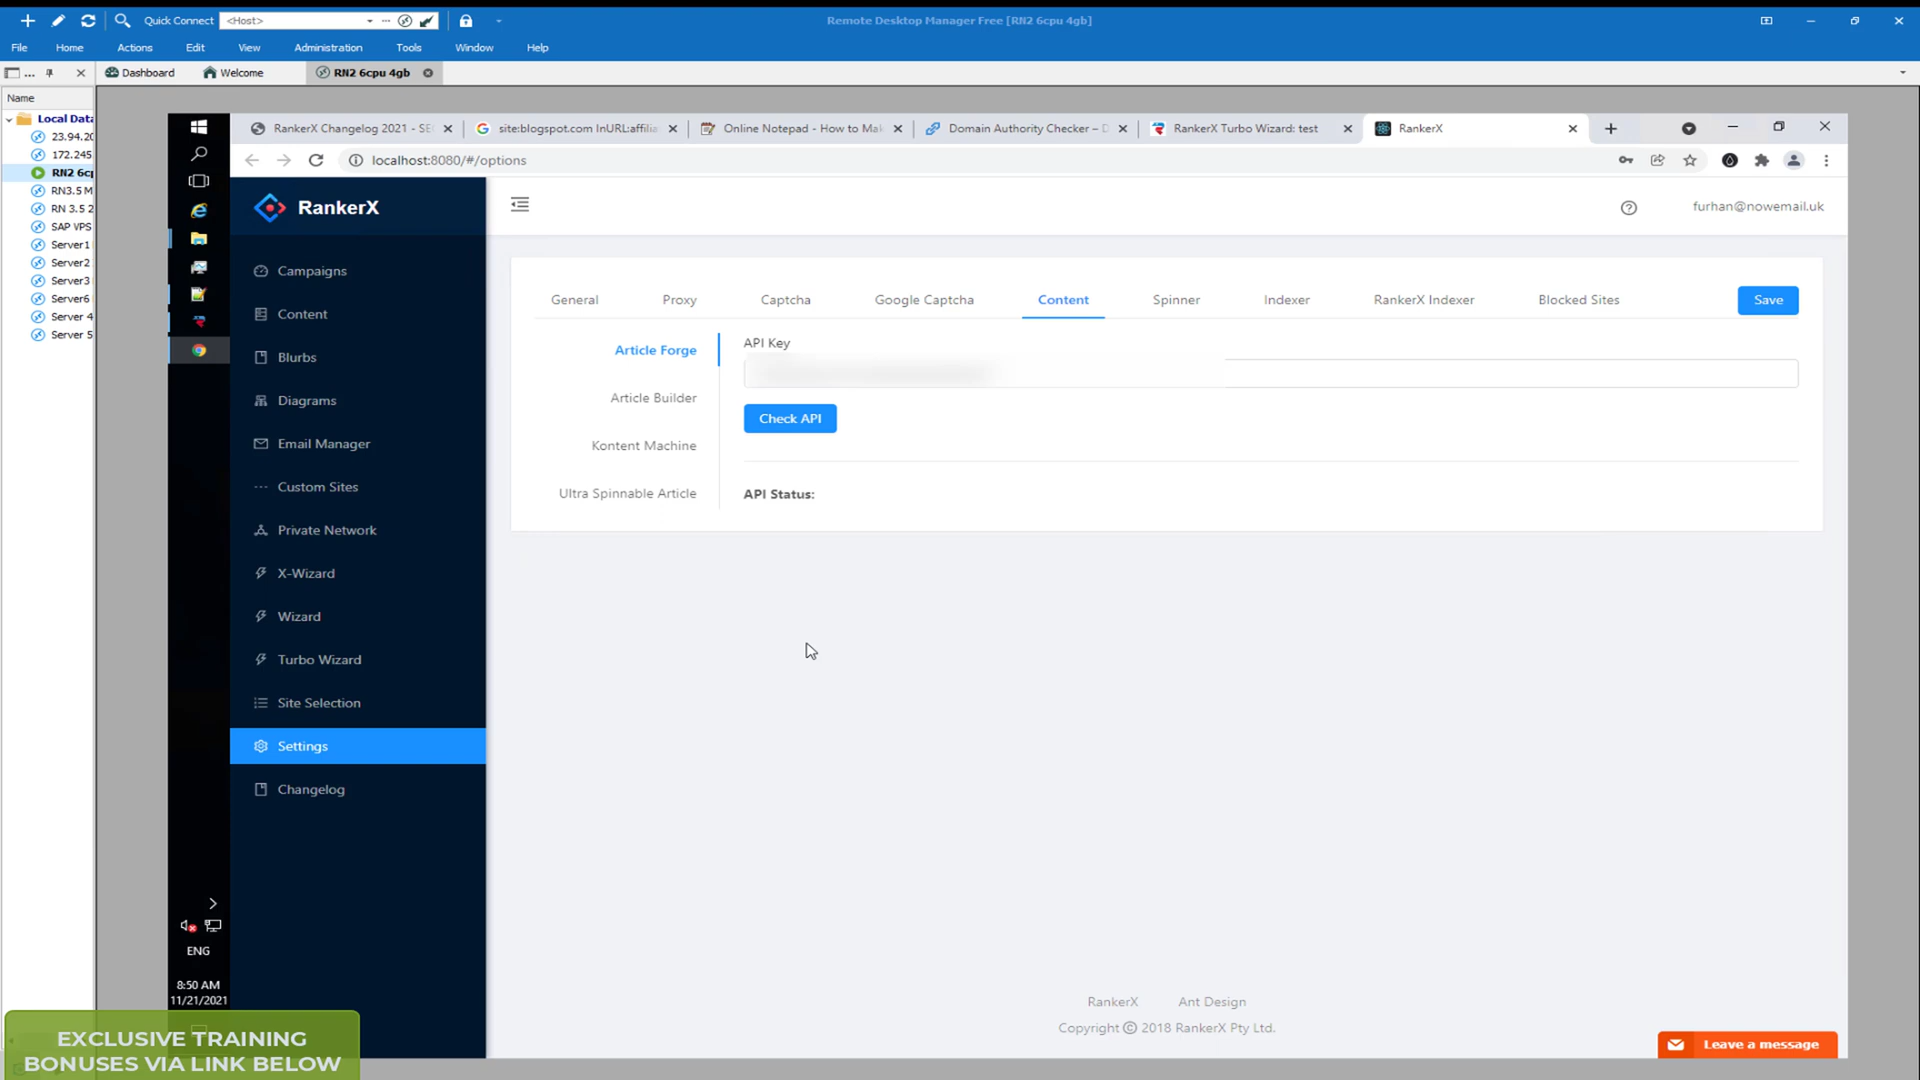 Quick Connect <Host>
Remote Desktop Manager Free [RN2 6cpu 4gb]
File Home Actions Edit View Administration Tools Window Help
... Dashboard Welcome RN2 6cpu 4gb
Name
Local Data
23.94.20
172.245
RN2 6cp
RN3.5 M
RN 3.5 2
SAP VPS
Server1
Server2
Server3
Server6
Server 4
Server 5
RankerX Changelog 2021 - SE
site:blogspot.com InURL:affilia
Online Notepad - How to Mak
Domain Authority Checker – D
RankerX Turbo Wizard: test
RankerX
localhost:8080/#/options
RankerX
furhan@nowemail.uk
Campaigns
Content
Blurbs
Diagrams
Email Manager
Custom Sites
Private Network
X-Wizard
Wizard
Turbo Wizard
Site Selection
Settings
Changelog
General Proxy Captcha Google Captcha Content Spinner Indexer RankerX Indexer Blocked Sites Save
Article Forge
Article Builder
Kontent Machine
Ultra Spinnable Article
API Key
Check API
API Status:
ENG
8:50 AM
11/21/2021
RankerX Ant Design
Copyright © 2018 RankerX Pty Ltd.
Leave a message
EXCLUSIVE TRAINING
BONUSES VIA LINK BELOW